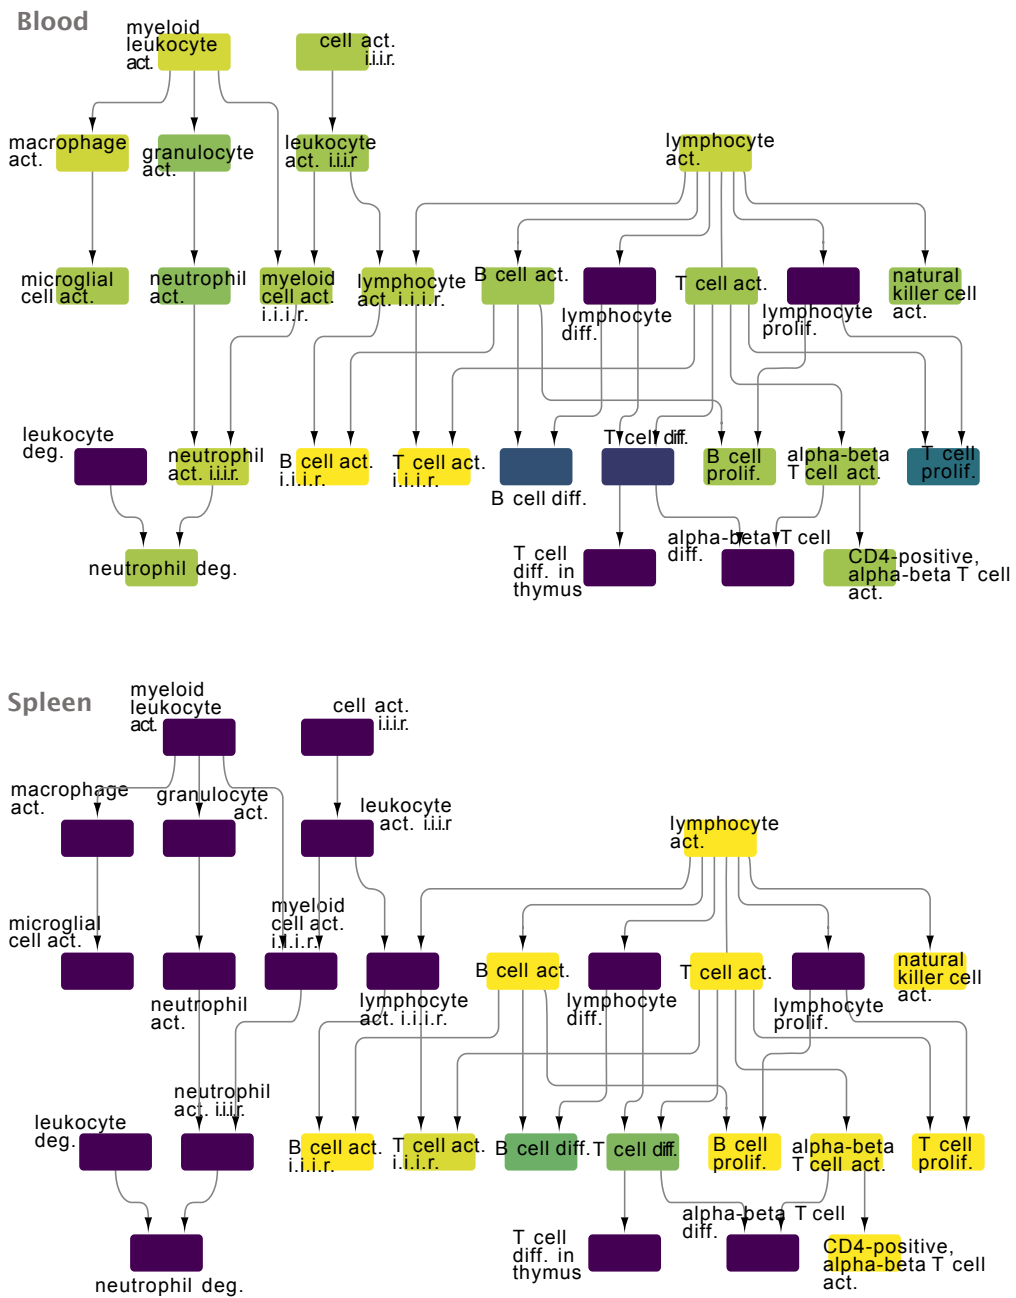 Blood
myeloid
leukocyte
act.
cell act.
i.i.i.r.
macrophage
act.
granulocyte
act.
leukocyte
act. i.i.i.r
lymphocyte
act.
microglial
cell act.
neutrophil
act.
myeloid
cell act.
i.i.i.r.
lymphocyte
act. i.i.i.r.
B cell act.
lymphocyte
diff.
T cell act.
lymphocyte
prolif.
natural
killer cell
act.
leukocyte
deg.
neutrophil
act. i.i.i.r.
B cell act.
i.i.i.r.
T cell act.
i.i.i.r.
B cell diff.
T cell diff.
B cell
prolif.
alpha-beta
T cell act.
T cell
prolif.
neutrophil deg.
T cell
diff. in
thymus
alpha-beta T cell
diff.
CD4-positive,
alpha-beta T cell
act.
Spleen
myeloid
leukocyte
act.
cell act.
i.i.i.r.
macrophage
act.
granulocyte
act.
leukocyte
act. i.i.i.r
lymphocyte
act.
microglial
cell act.
neutrophil
act.
myeloid
cell act.
i.i.i.r.
lymphocyte
act. i.i.i.r.
B cell act.
lymphocyte
diff.
T cell act.
lymphocyte
prolif.
natural
killer cell
act.
leukocyte
deg.
neutrophil
act. i.i.i.r.
B cell act.
i.i.i.r.
T cell act.
i.i.i.r.
B cell diff.
T cell diff.
B cell
prolif.
alpha-beta
T cell act.
T cell
prolif.
neutrophil deg.
T cell
diff. in
thymus
alpha-beta T cell
diff.
CD4-positive,
alpha-beta T cell
act.